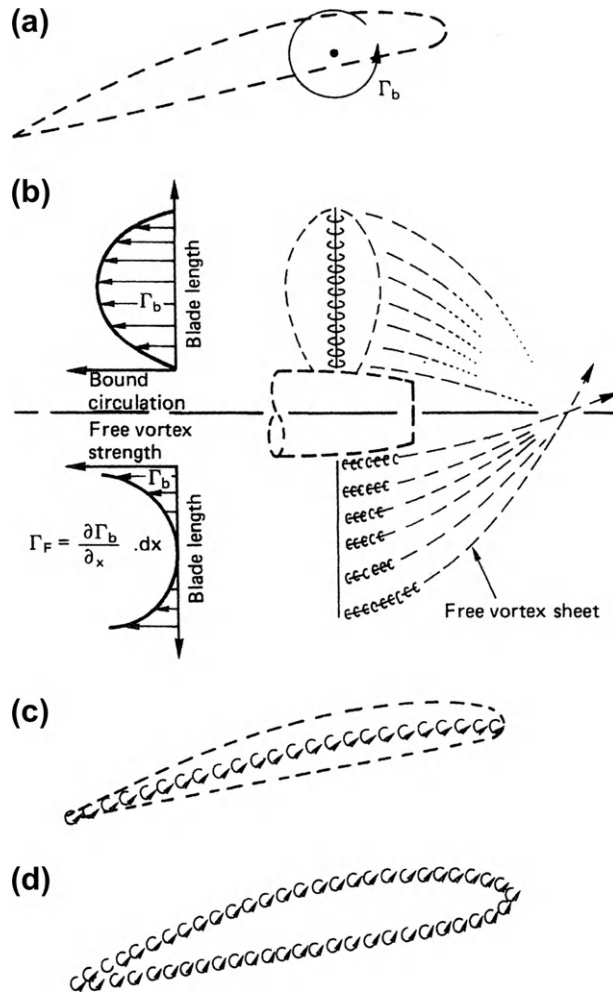 (a)
Γb
(b)
Blade length
Γb
Bound
circulation
Free vortex
strength
Γb
ΓF = ∂Γb/∂x .dx
Blade length
Free vortex sheet
(c)
(d)